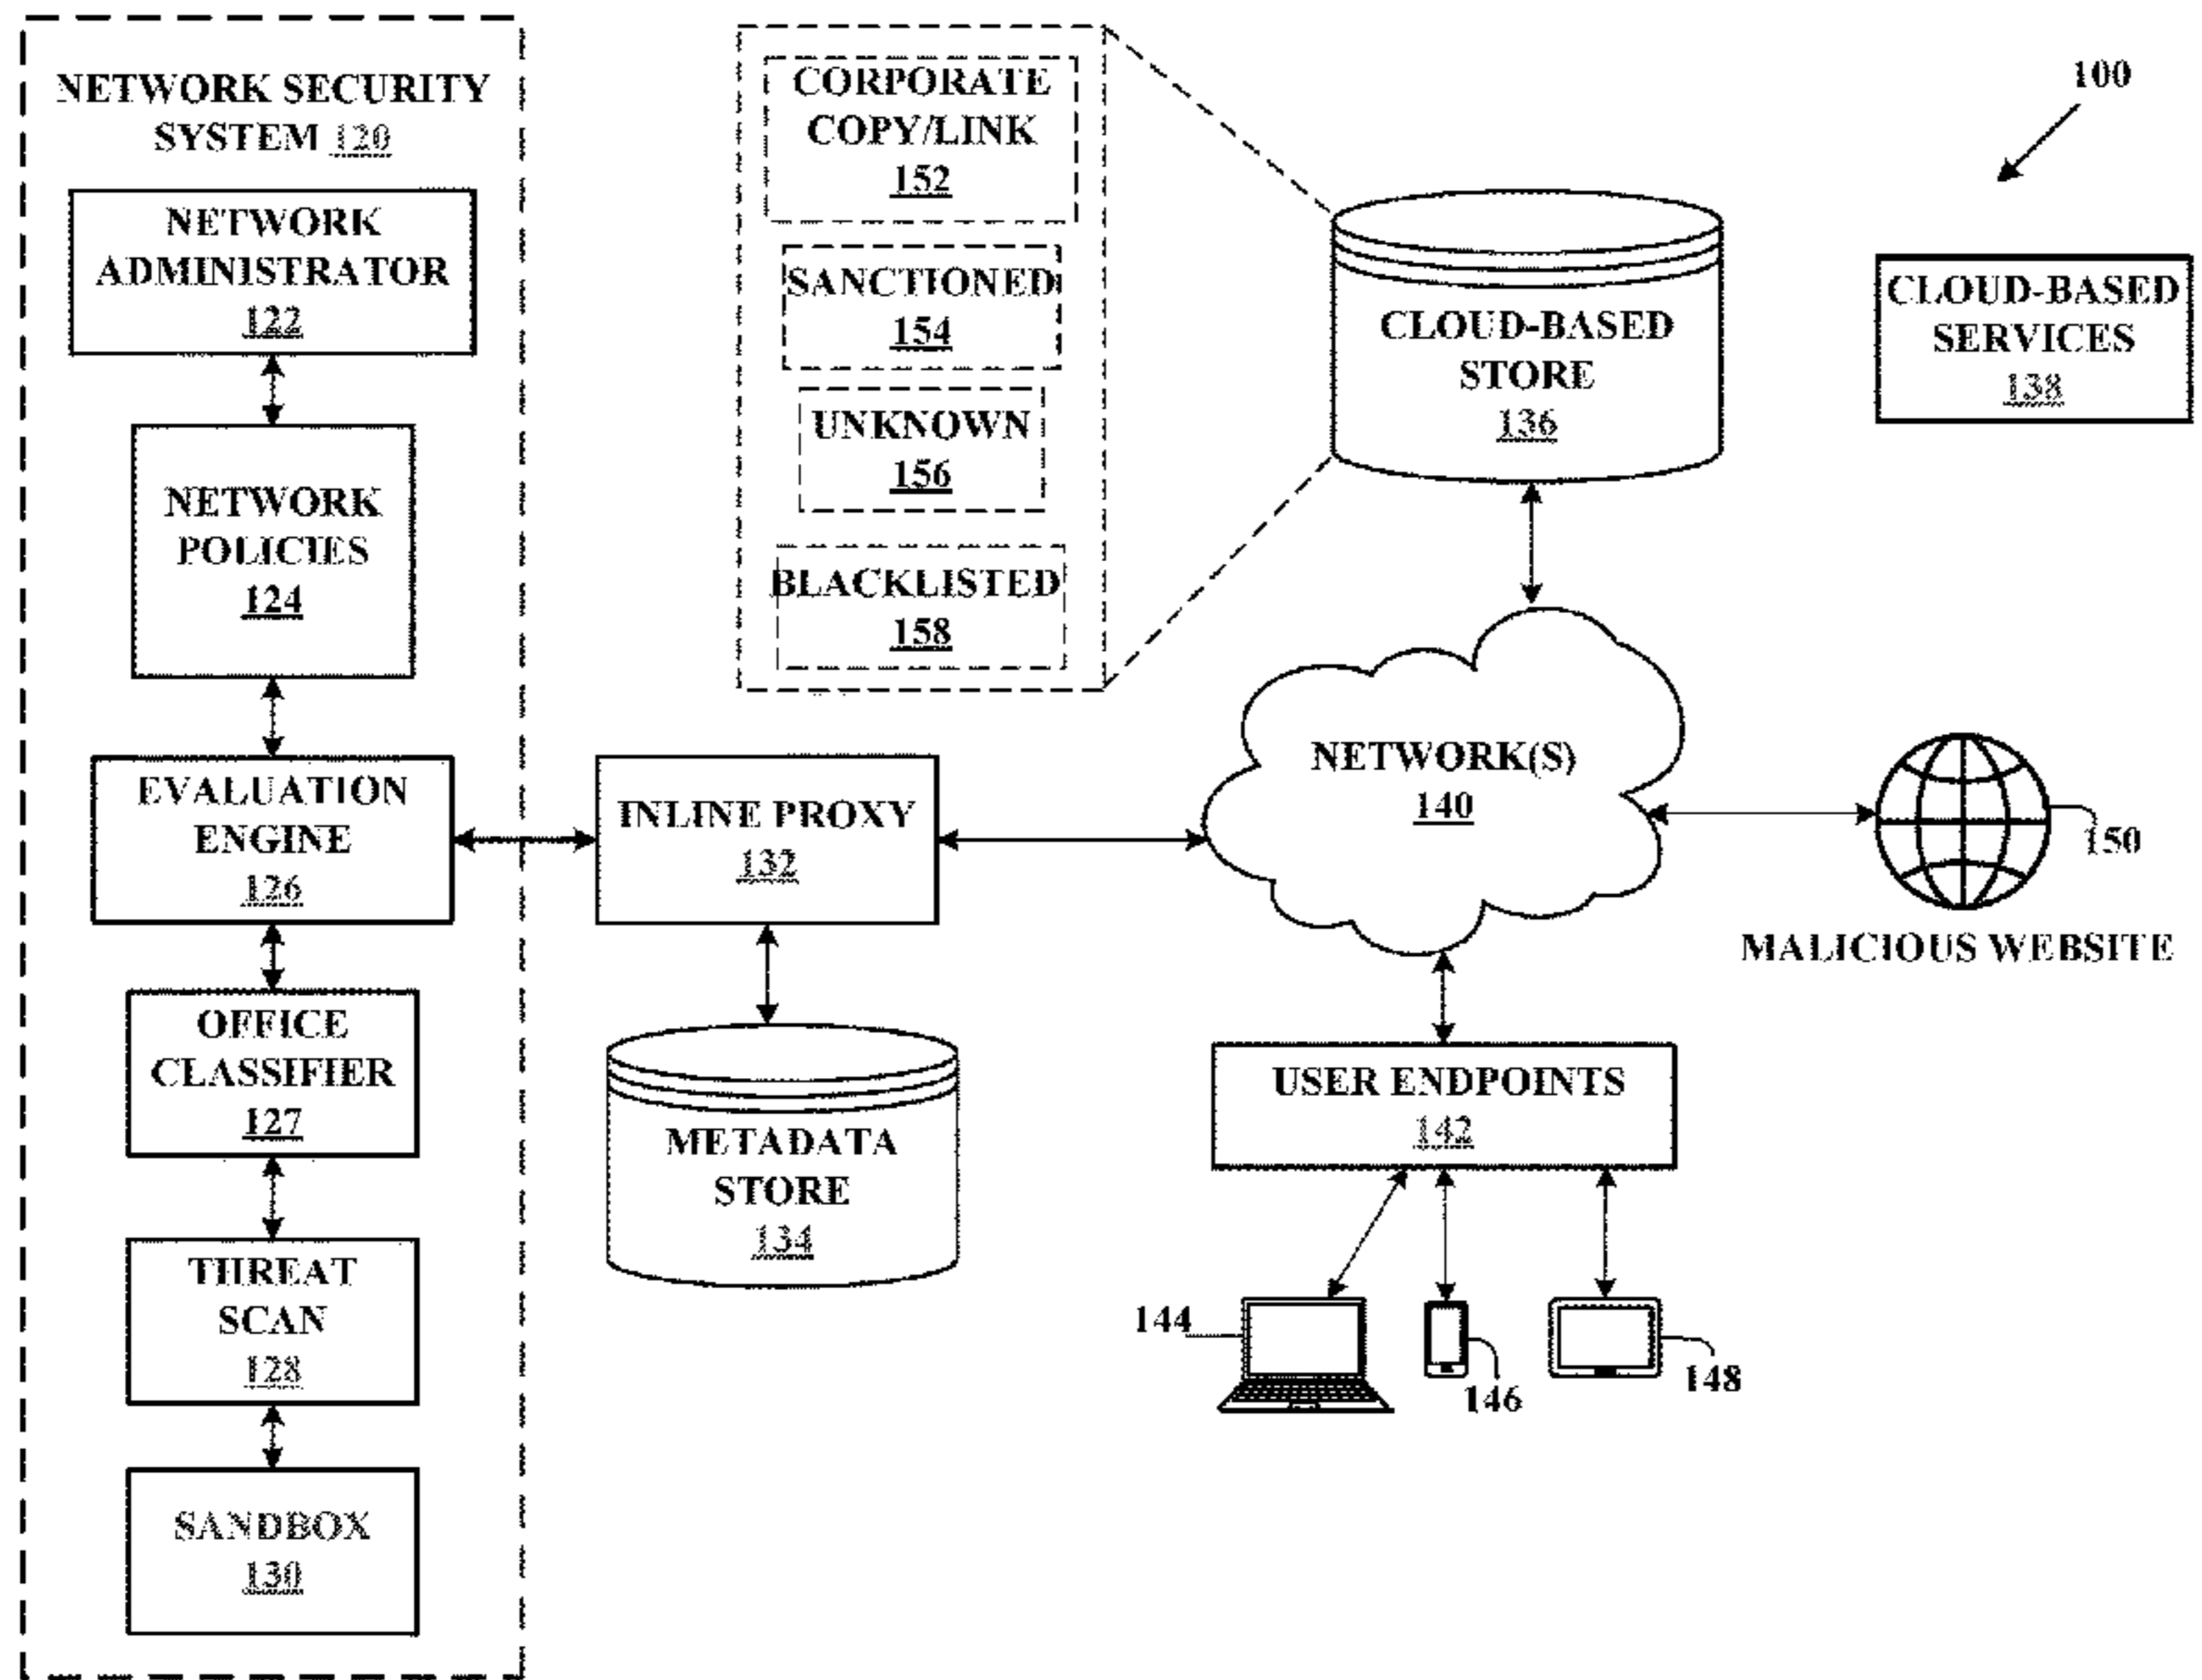 NETWORK SECURITY
SYSTEM 120
NETWORK
ADMINISTRATOR
122
NETWORK
POLICIES
124
EVALUATION
ENGINE
126
OFFICE
CLASSIFIER
127
THREAT
SCAN
128
SANDBOX
130
CORPORATE
COPY/LINK
152
SANCTIONED
154
UNKNOWN
156
BLACKLISTED
158
INLINE PROXY
132
METADATA
STORE
134
CLOUD-BASED
STORE
136
100
CLOUD-BASED
SERVICES
138
NETWORK(S)
140
150
MALICIOUS WEBSITE
USER ENDPOINTS
142
144
146
148